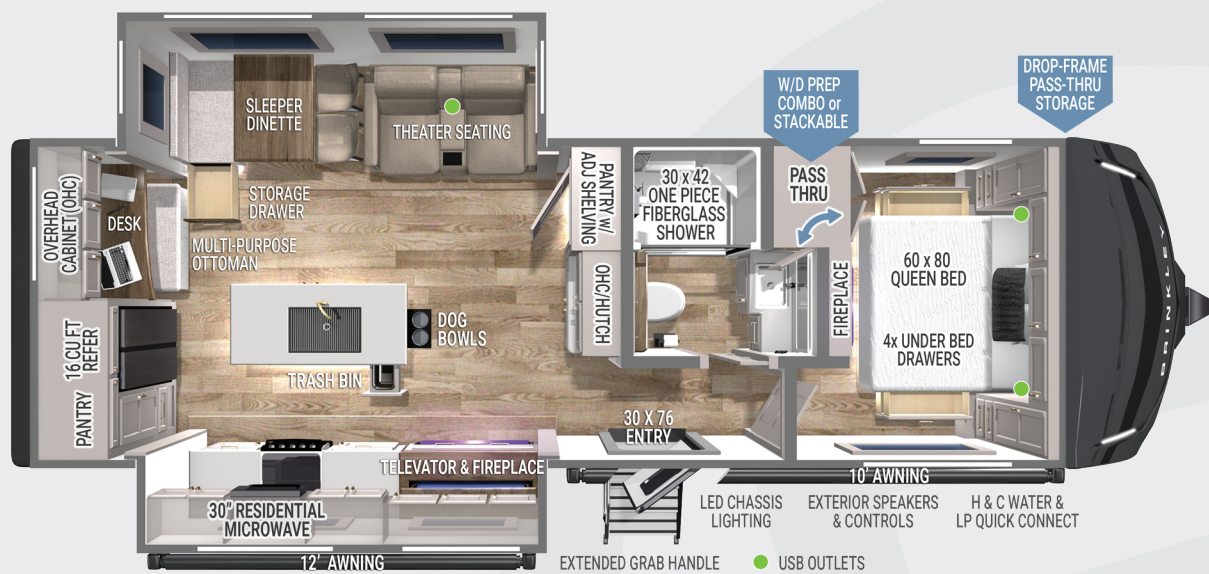 SLEEPER
DINETTE
THEATER SEATING
W/D PREP
COMBO or
STACKABLE
DROP-FRAME
PASS-THRU
STORAGE
OVERHEAD
CABINET (OHC)
DESK
STORAGE
DRAWER
MULTI-PURPOSE
OTTOMAN
PANTRY w/
ADJ SHELVING
30 x 42
ONE PIECE
FIBERGLASS
SHOWER
PASS
THRU
OHC/HUTCH
FIREPLACE
60 x 80
QUEEN BED
4x UNDER BED
DRAWERS
BRINKLEY
16 CU FT
REFER
PANTRY
DOG
BOWLS
TRASH BIN
30 X 76
ENTRY
TELEVATOR & FIREPLACE
30" RESIDENTIAL
MICROWAVE
12' AWNING
10' AWNING
LED CHASSIS
LIGHTING
EXTERIOR SPEAKERS
& CONTROLS
H & C WATER &
LP QUICK CONNECT
EXTENDED GRAB HANDLE
USB OUTLETS